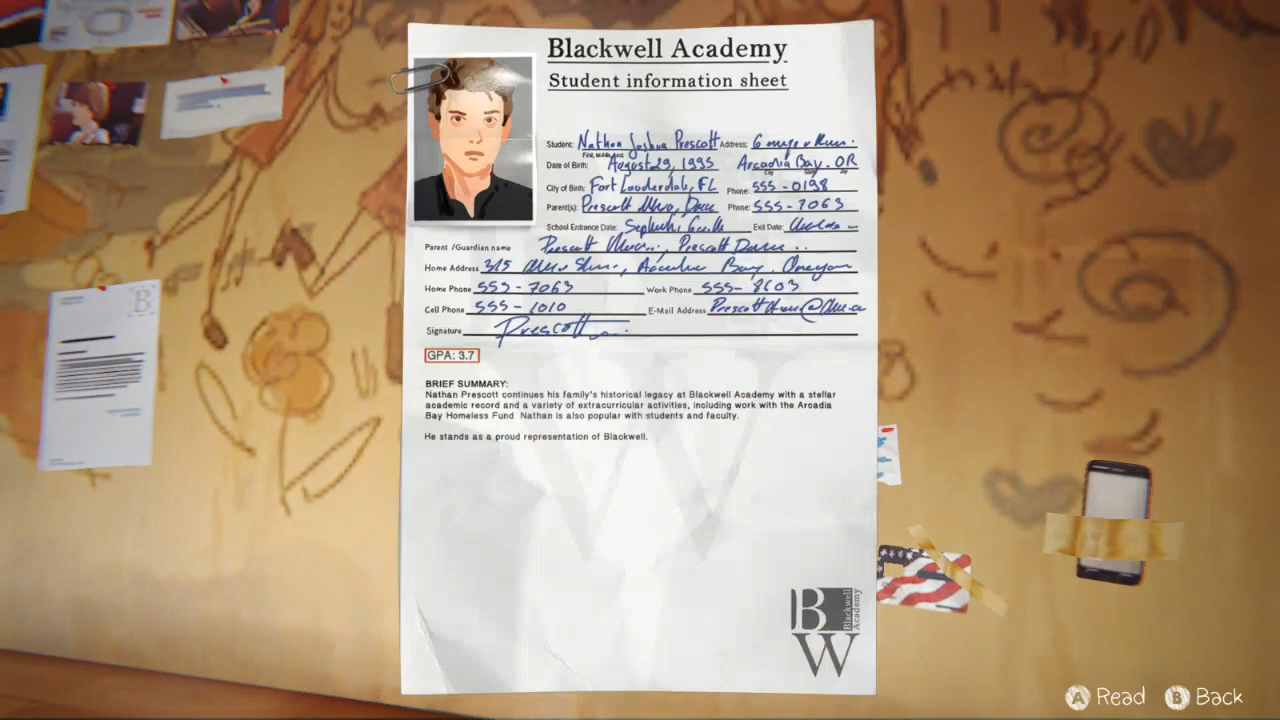 Blackwell Academy
Student information sheet
Student: Nathan Joshua Prescott Address:
First, Middle, Last
Date of Birth: August 29, 1995 Arcadia Bay. OR
City State Zip
City of Birth: Fort Lauderdale, FL Phone: 555-0198
Parent(s): Prescott Phone: 555-7063
School Entrance Date: Exit Date:
Parent /Guardian name Prescott Prescott
Home Address 315 Bay. Oregon
Home Phone 555-7063 Work Phone 555-8603
Cell Phone 555-1010 E-Mail Address
Signature Prescott
GPA: 3.7
BRIEF SUMMARY:
Nathan Prescott continues his family's historical legacy at Blackwell Academy with a stellar
academic record and a variety of extracurricular activities, including work with the Arcadia
Bay Homeless Fund Nathan is also popular with students and faculty.
He stands as a proud representation of Blackwell.
B Blackwell Academy
W
A Read B Back